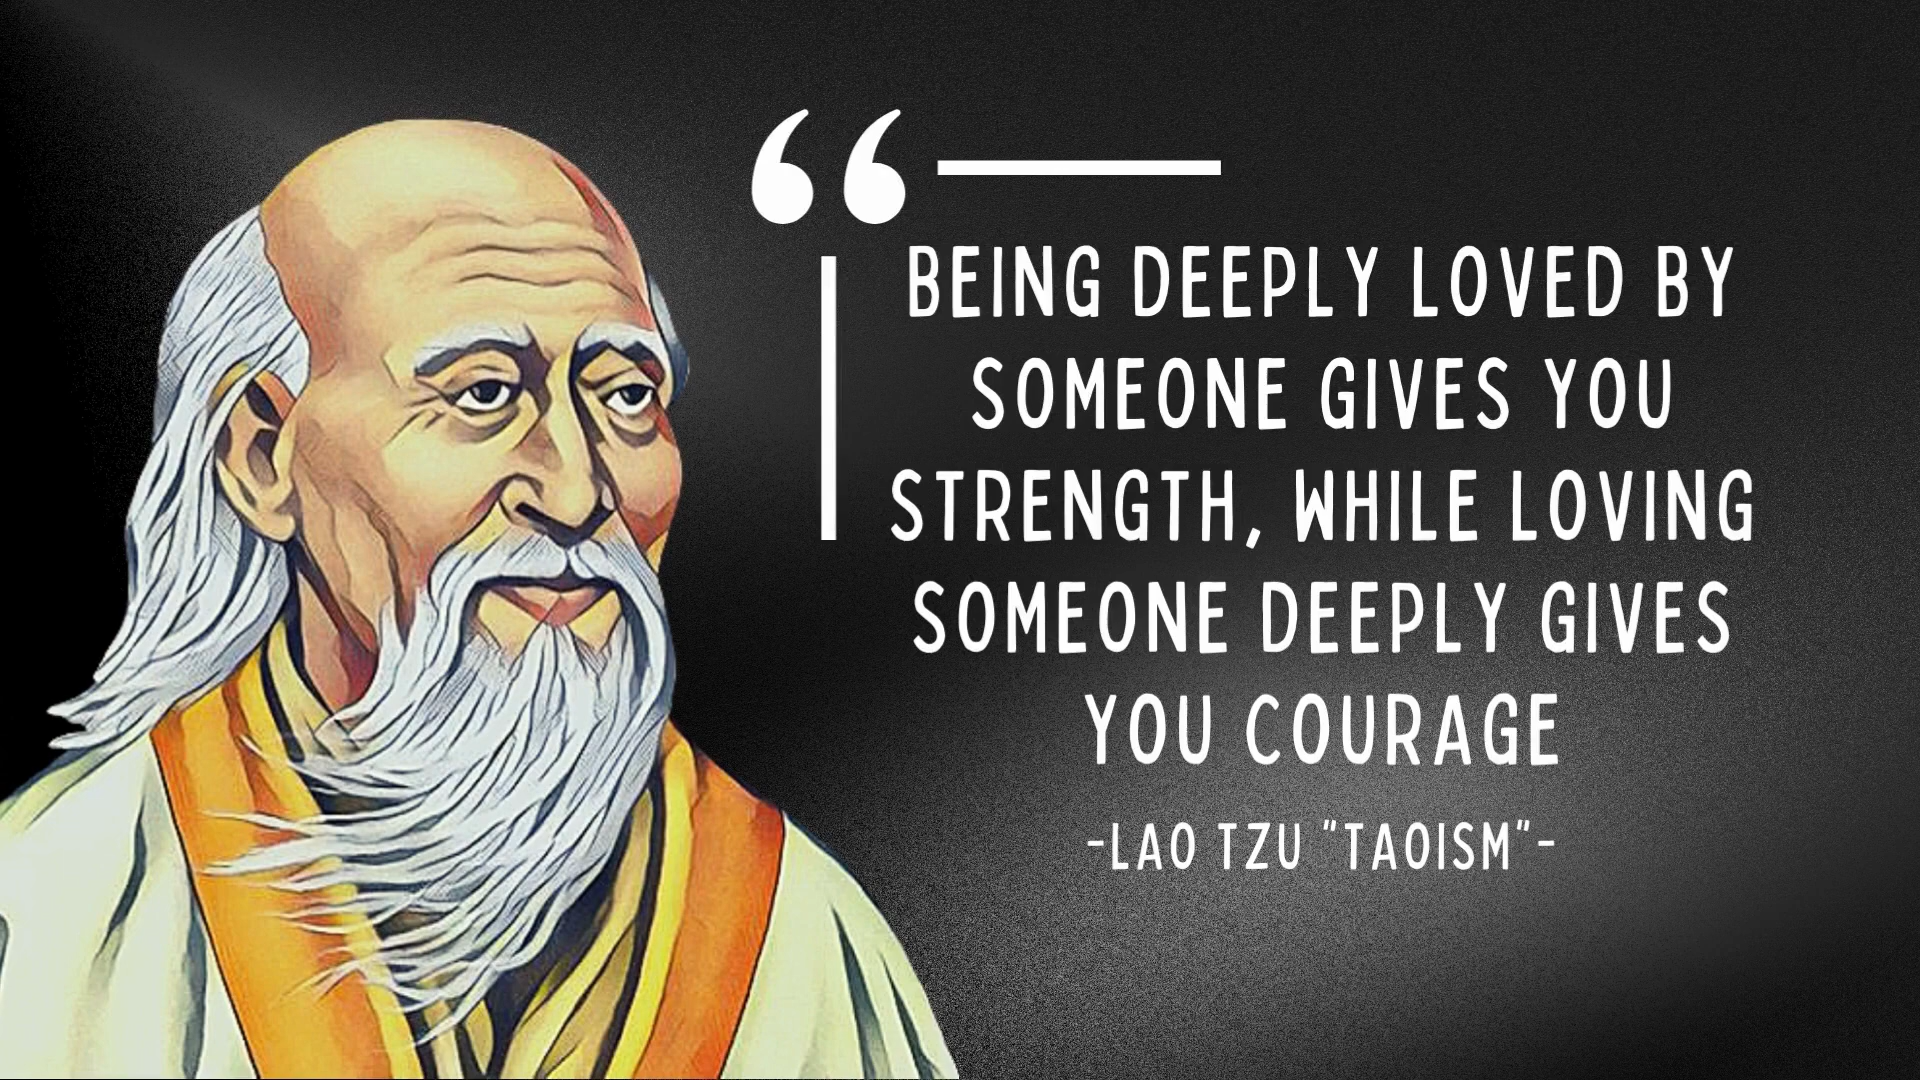 BEING DEEPLY LOVED BY
SOMEONE GIVES YOU
STRENGTH, WHILE LOVING
SOMEONE DEEPLY GIVES
YOU COURAGE
-LAO TZU "TAOISM"-